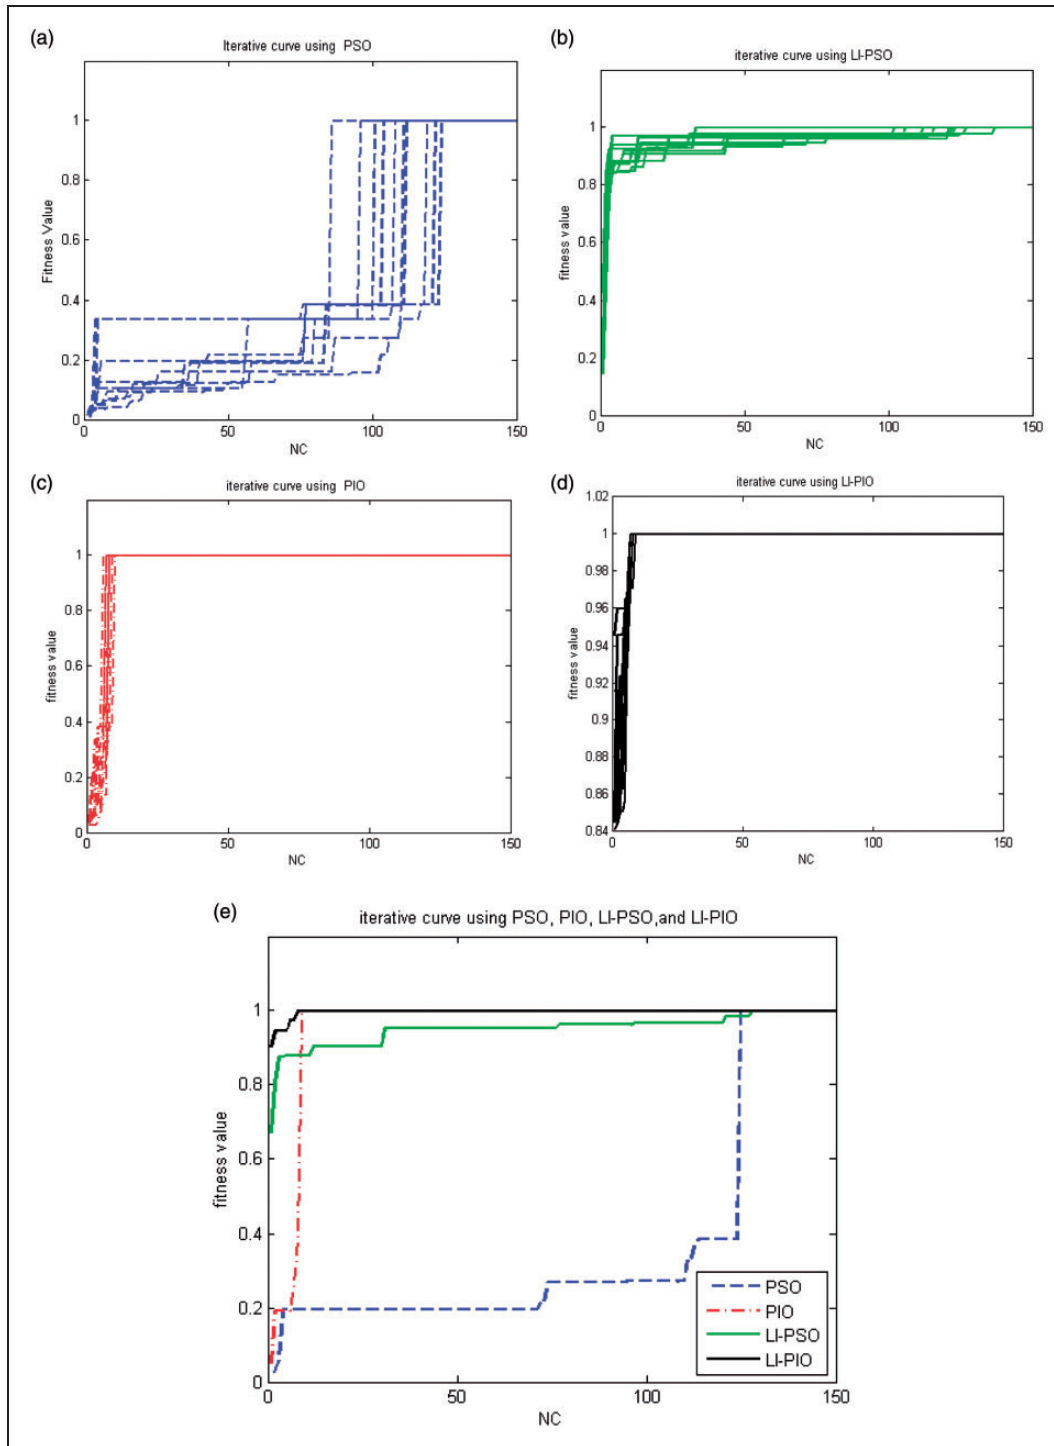 (a)
Iterative curve using PSO
Fitness Value
1
0.8
0.6
0.4
0.2
0
0 50 100 150
NC
(b)
iterative curve using LI-PSO
fitness value
1
0.8
0.6
0.4
0.2
0
0 50 100 150
NC
(c)
iterative curve using PIO
fitness value
1
0.8
0.6
0.4
0.2
0
0 50 100 150
NC
(d)
iterative curve using LI-PIO
fitness value
1.02
1
0.98
0.96
0.94
0.92
0.9
0.88
0.86
0.84
0 50 100 150
NC
(e)
iterative curve using PSO, PIO, LI-PSO,and LI-PIO
fitness value
1
0.8
0.6
0.4
0.2
0
0 50 100 150
NC
PSO
PIO
LI-PSO
LI-PIO